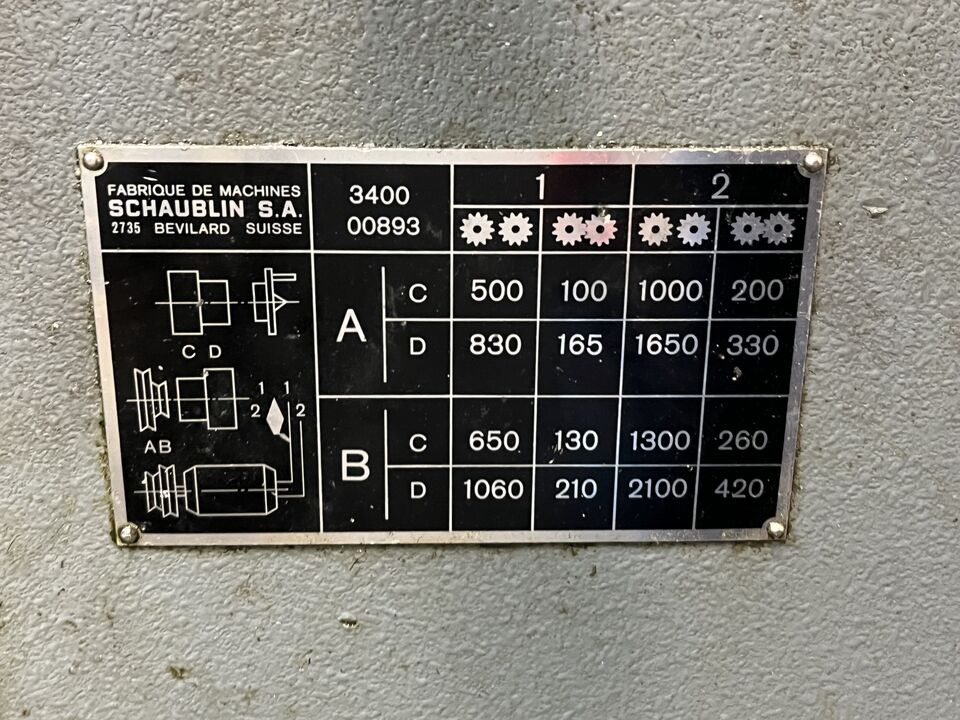 FABRIQUE DE MACHINES
SCHAUBLIN S.A.
2735 BEVILARD SUISSE
3400
00893
1 2
A C 500 100 1000 200
D 830 165 1650 330
B C 650 130 1300 260
D 1060 210 2100 420
C D
1 1
2 2
A B